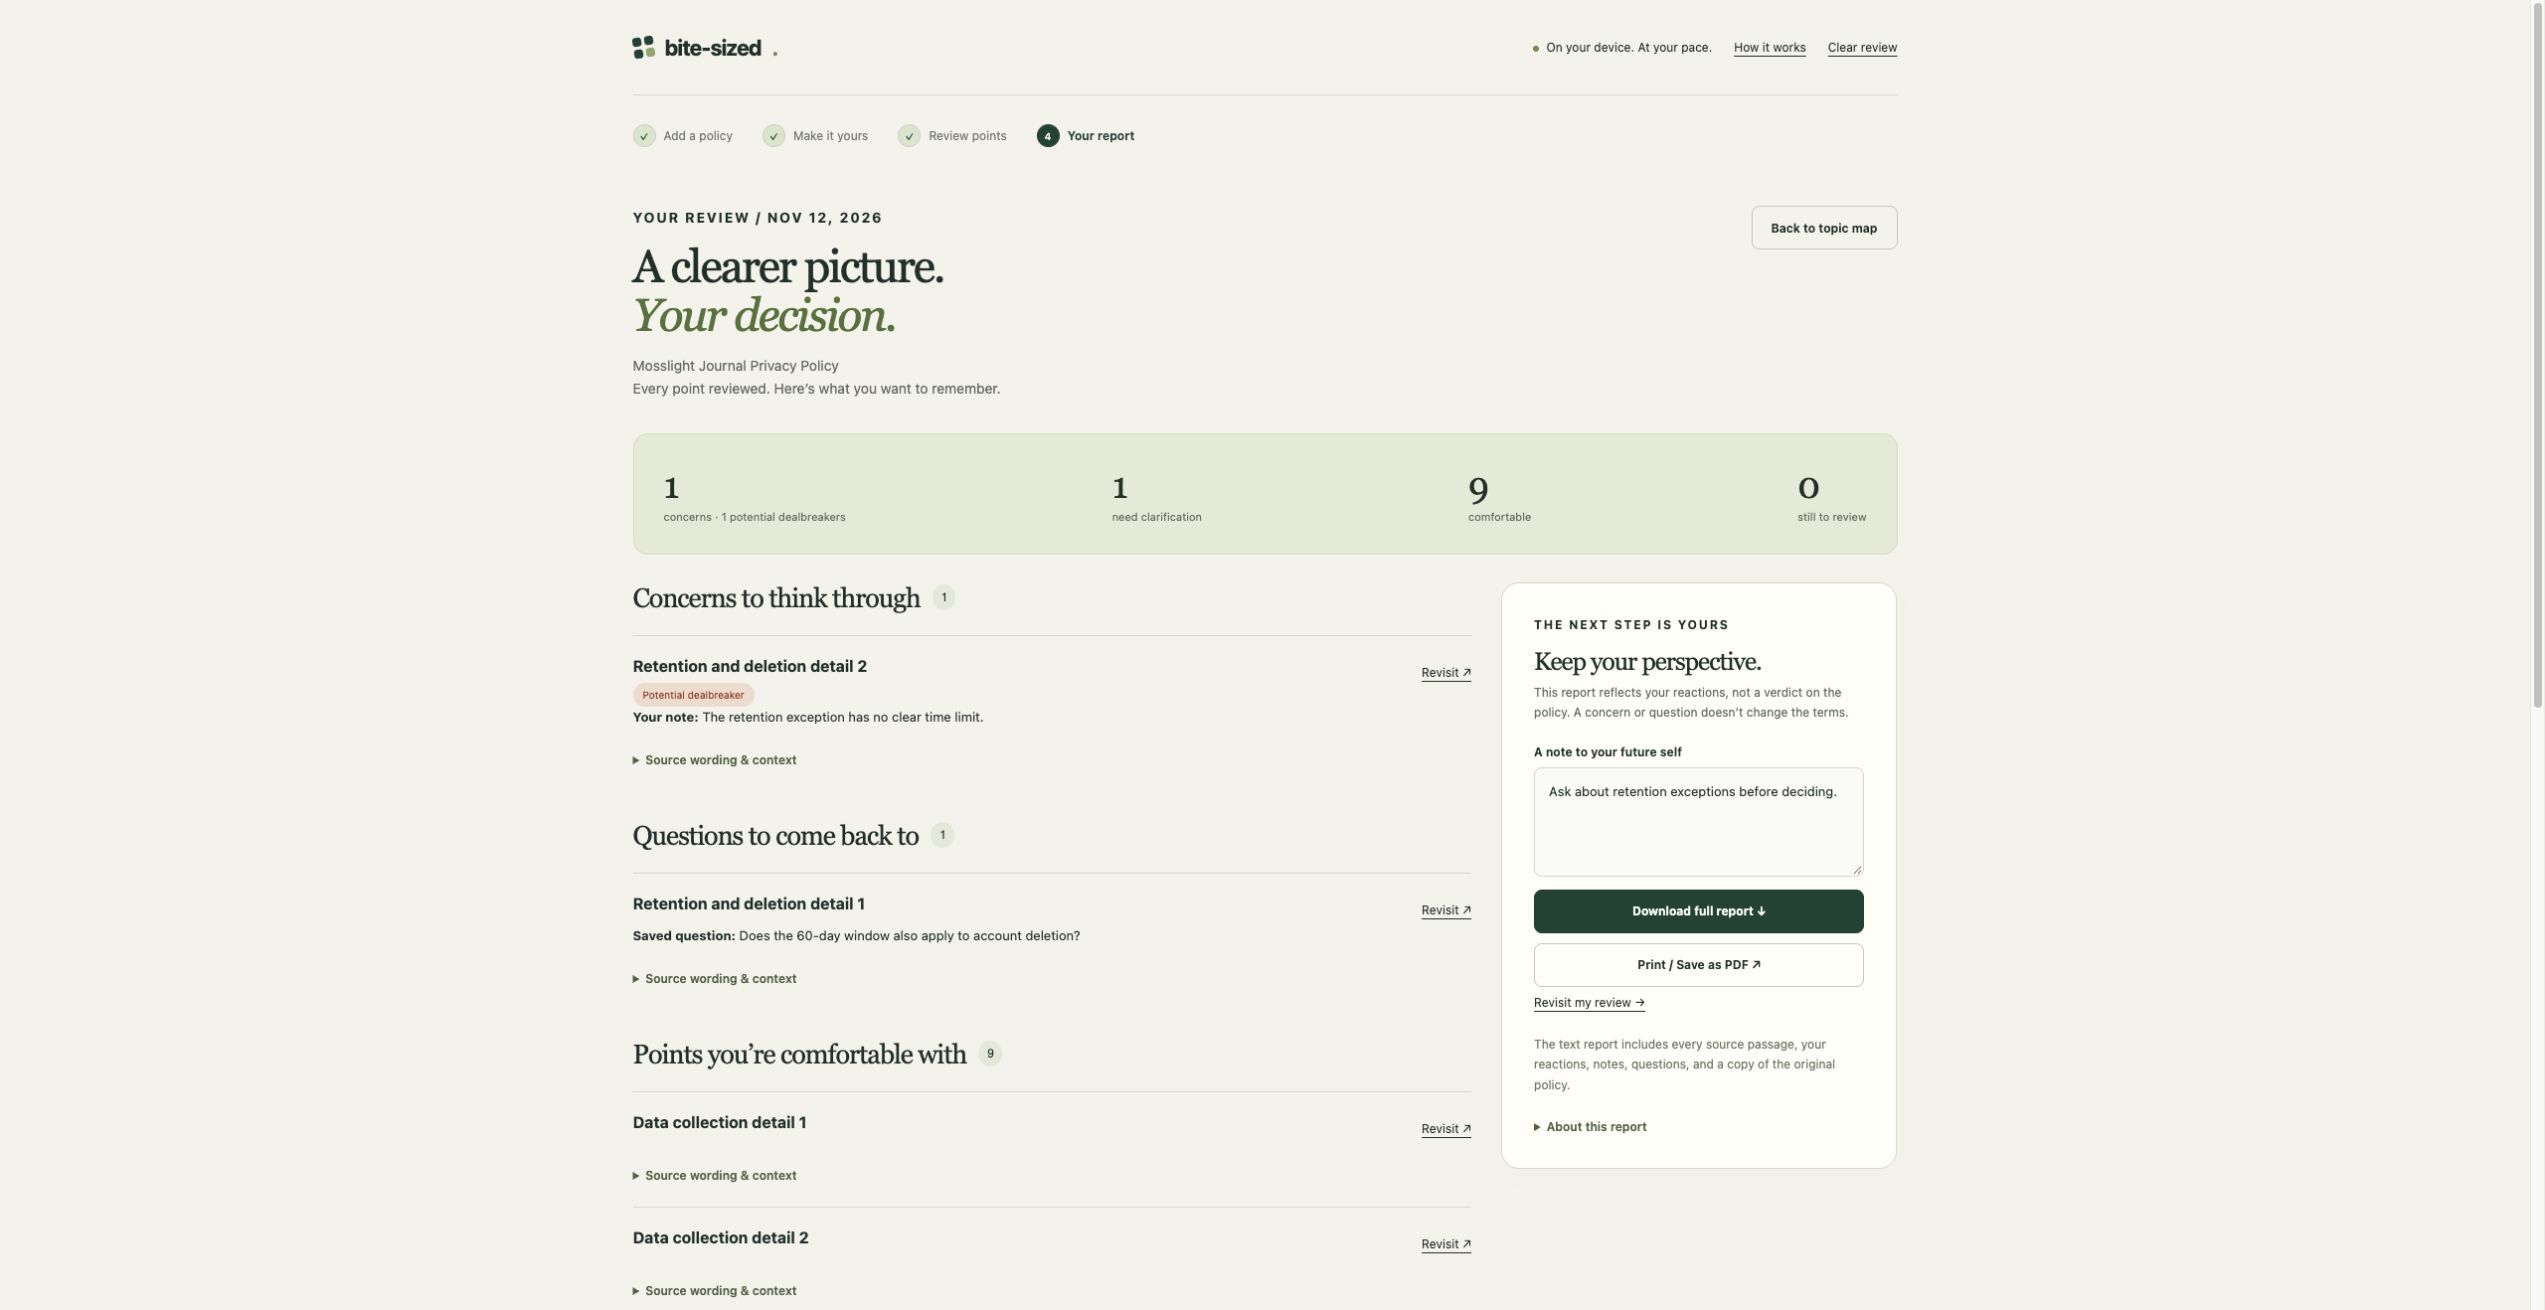 bite-sized .
On your device. At your pace.
How it works
Clear review
✓ Add a policy
✓ Make it yours
✓ Review points
4 Your report
YOUR REVIEW / NOV 12, 2026
Back to topic map
A clearer picture.
Your decision.
Mosslight Journal Privacy Policy
Every point reviewed. Here’s what you want to remember.
1
concerns · 1 potential dealbreakers
1
need clarification
9
comfortable
0
still to review
Concerns to think through 1
Retention and deletion detail 2
Revisit ↗
Potential dealbreaker
Your note: The retention exception has no clear time limit.
▶ Source wording & context
Questions to come back to 1
Retention and deletion detail 1
Revisit ↗
Saved question: Does the 60-day window also apply to account deletion?
▶ Source wording & context
Points you’re comfortable with 9
Data collection detail 1
Revisit ↗
▶ Source wording & context
Data collection detail 2
Revisit ↗
▶ Source wording & context
THE NEXT STEP IS YOURS
Keep your perspective.
This report reflects your reactions, not a verdict on the
policy. A concern or question doesn’t change the terms.
A note to your future self
Ask about retention exceptions before deciding.
Download full report ↓
Print / Save as PDF ↗
Revisit my review →
The text report includes every source passage, your
reactions, notes, questions, and a copy of the original
policy.
▶ About this report